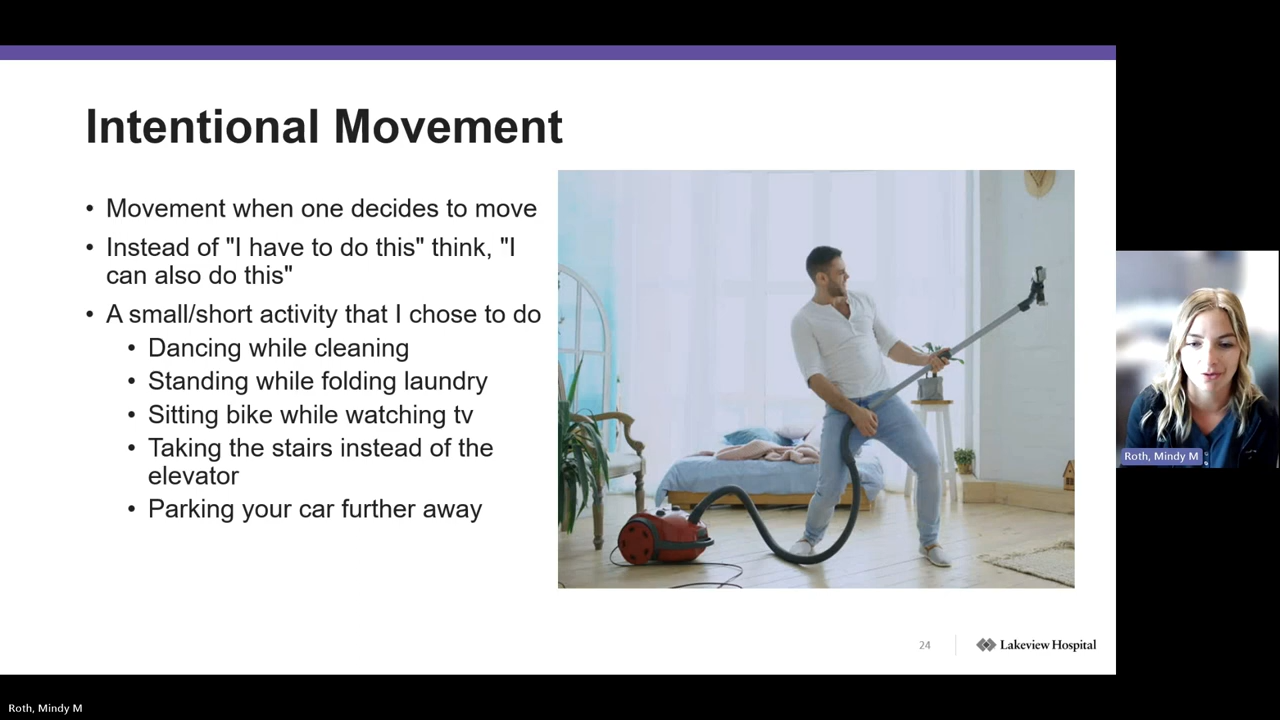 Intentional Movement
• Movement when one decides to move
• Instead of "I have to do this" think, "I
can also do this"
• A small/short activity that I chose to do
• Dancing while cleaning
• Standing while folding laundry
• Sitting bike while watching tv
• Taking the stairs instead of the
elevator
• Parking your car further away
24
Lakeview Hospital
Roth, Mindy M
Roth, Mindy M